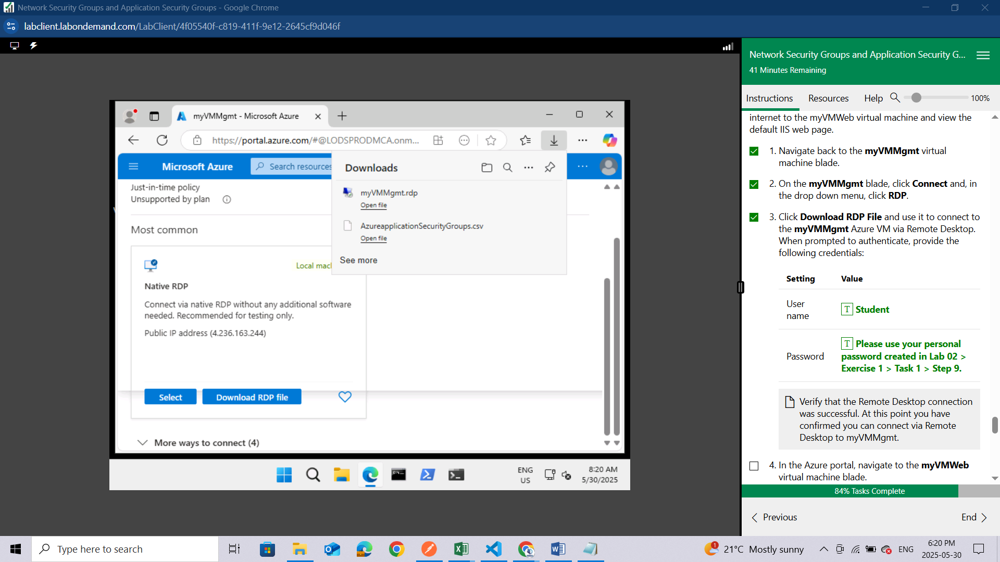 Network Security Groups and Application Security Groups - Google Chrome
labclient.labondemand.com/LabClient/4f05540f-c819-411f-9e12-2645cf9d046f
Network Security Groups and Application Security G...
41 Minutes Remaining
Instructions
Resources
Help
100%
internet to the myVMWeb virtual machine and view the
default IIS web page.
1. Navigate back to the myVMMgmt virtual
machine blade.
2. On the myVMMgmt blade, click Connect and, in
the drop down menu, click RDP.
3. Click Download RDP File and use it to connect to
the myVMMgmt Azure VM via Remote Desktop.
When prompted to authenticate, provide the
following credentials:
Setting
Value
User
name
T Student
Password
T Please use your personal
password created in Lab 02 >
Exercise 1 > Task 1 > Step 9.
Verify that the Remote Desktop connection
was successful. At this point you have
confirmed you can connect via Remote
Desktop to myVMMgmt.
4. In the Azure portal, navigate to the myVMWeb
virtual machine blade.
84% Tasks Complete
Previous
End
myVMMgmt - Microsoft Azure
https://portal.azure.com/#@LODSPRODMCA.onm...
Microsoft Azure
Search resources
Just-in-time policy
Unsupported by plan
Downloads
myVMMgmt.rdp
Open file
AzureapplicationSecurityGroups.csv
Open file
See more
Most common
Local mac
Native RDP
Connect via native RDP without any additional software
needed. Recommended for testing only.
Public IP address (4.236.163.244)
Select
Download RDP file
More ways to connect (4)
ENG
US
8:20 AM
5/30/2025
Type here to search
1
21°C Mostly sunny
ENG
6:20 PM
2025-05-30